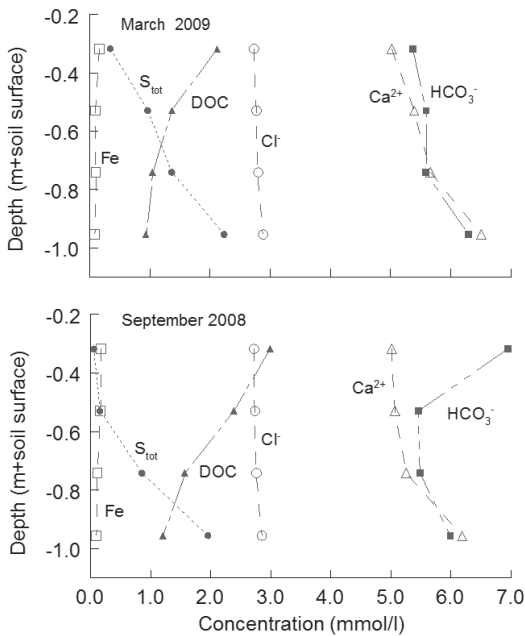 March 2009
-0.2
-0.4
-0.6
-0.8
-1.0
Depth (m+soil surface)
Fe
S_tot
DOC
Cl⁻
Ca²⁺
HCO₃⁻
September 2008
-0.2
-0.4
-0.6
-0.8
-1.0
Depth (m+soil surface)
Fe
S_tot
DOC
Cl⁻
Ca²⁺
HCO₃⁻
0.0 1.0 2.0 3.0 4.0 5.0 6.0 7.0
Concentration (mmol/l)